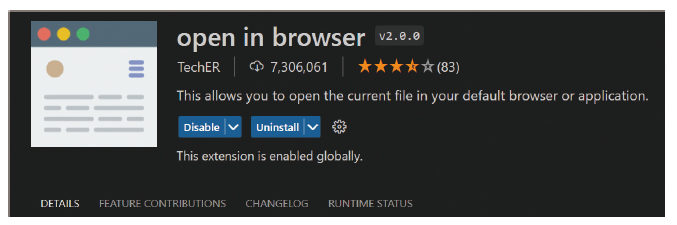 open in browser v2.0.0
TechER 7,306,061 (83)
This allows you to open the current file in your default browser or application.
Disable Uninstall
This extension is enabled globally.
DETAILS FEATURE CONTRIBUTIONS CHANGELOG RUNTIME STATUS